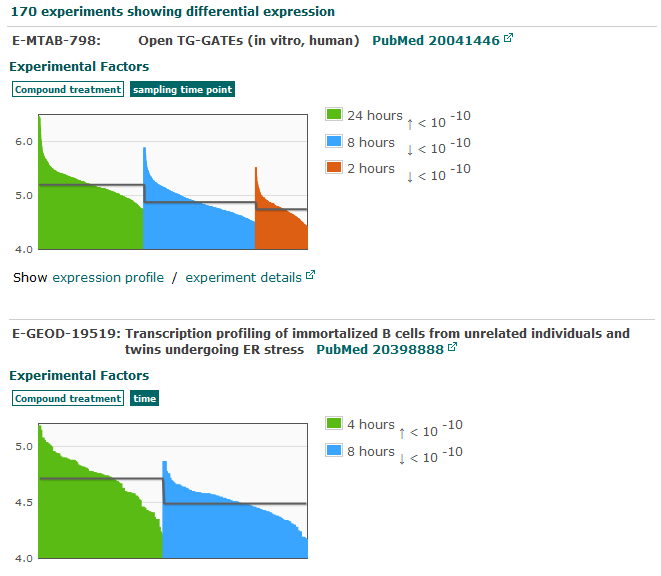 170 experiments showing differential expression
E-MTAB-798: Open TG-GATEs (in vitro, human) PubMed 20041446
Experimental Factors
Compound treatment sampling time point
6.0
5.0
4.0
24 hours ↑ < 10 -10
8 hours ↓ < 10 -10
2 hours ↓ < 10 -10
Show expression profile / experiment details
E-GEOD-19519: Transcription profiling of immortalized B cells from unrelated individuals and
twins undergoing ER stress PubMed 20398888
Experimental Factors
Compound treatment time
5.0
4.5
4.0
4 hours ↑ < 10 -10
8 hours ↓ < 10 -10